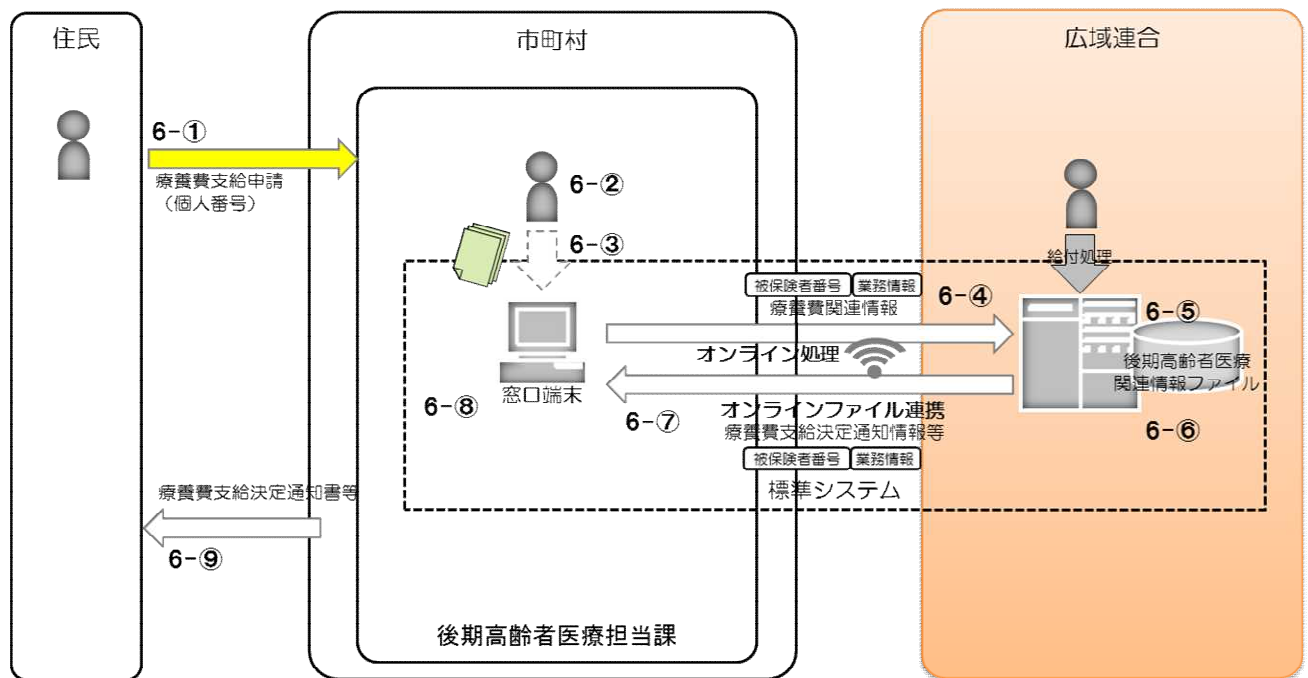 住民
市町村
広域連合
6-①
療養費支給申請
（個人番号）
6-②
6-③
給付処理
被保険者番号 業務情報
療養費関連情報
6-④
6-⑤
オンライン処理
後期高齢者医療
関連情報ファイル
窓口端末
6-⑧
6-⑦
オンラインファイル連携
療養費支給決定通知情報等
6-⑥
被保険者番号 業務情報
標準システム
療養費支給決定通知書等
6-⑨
後期高齢者医療担当課